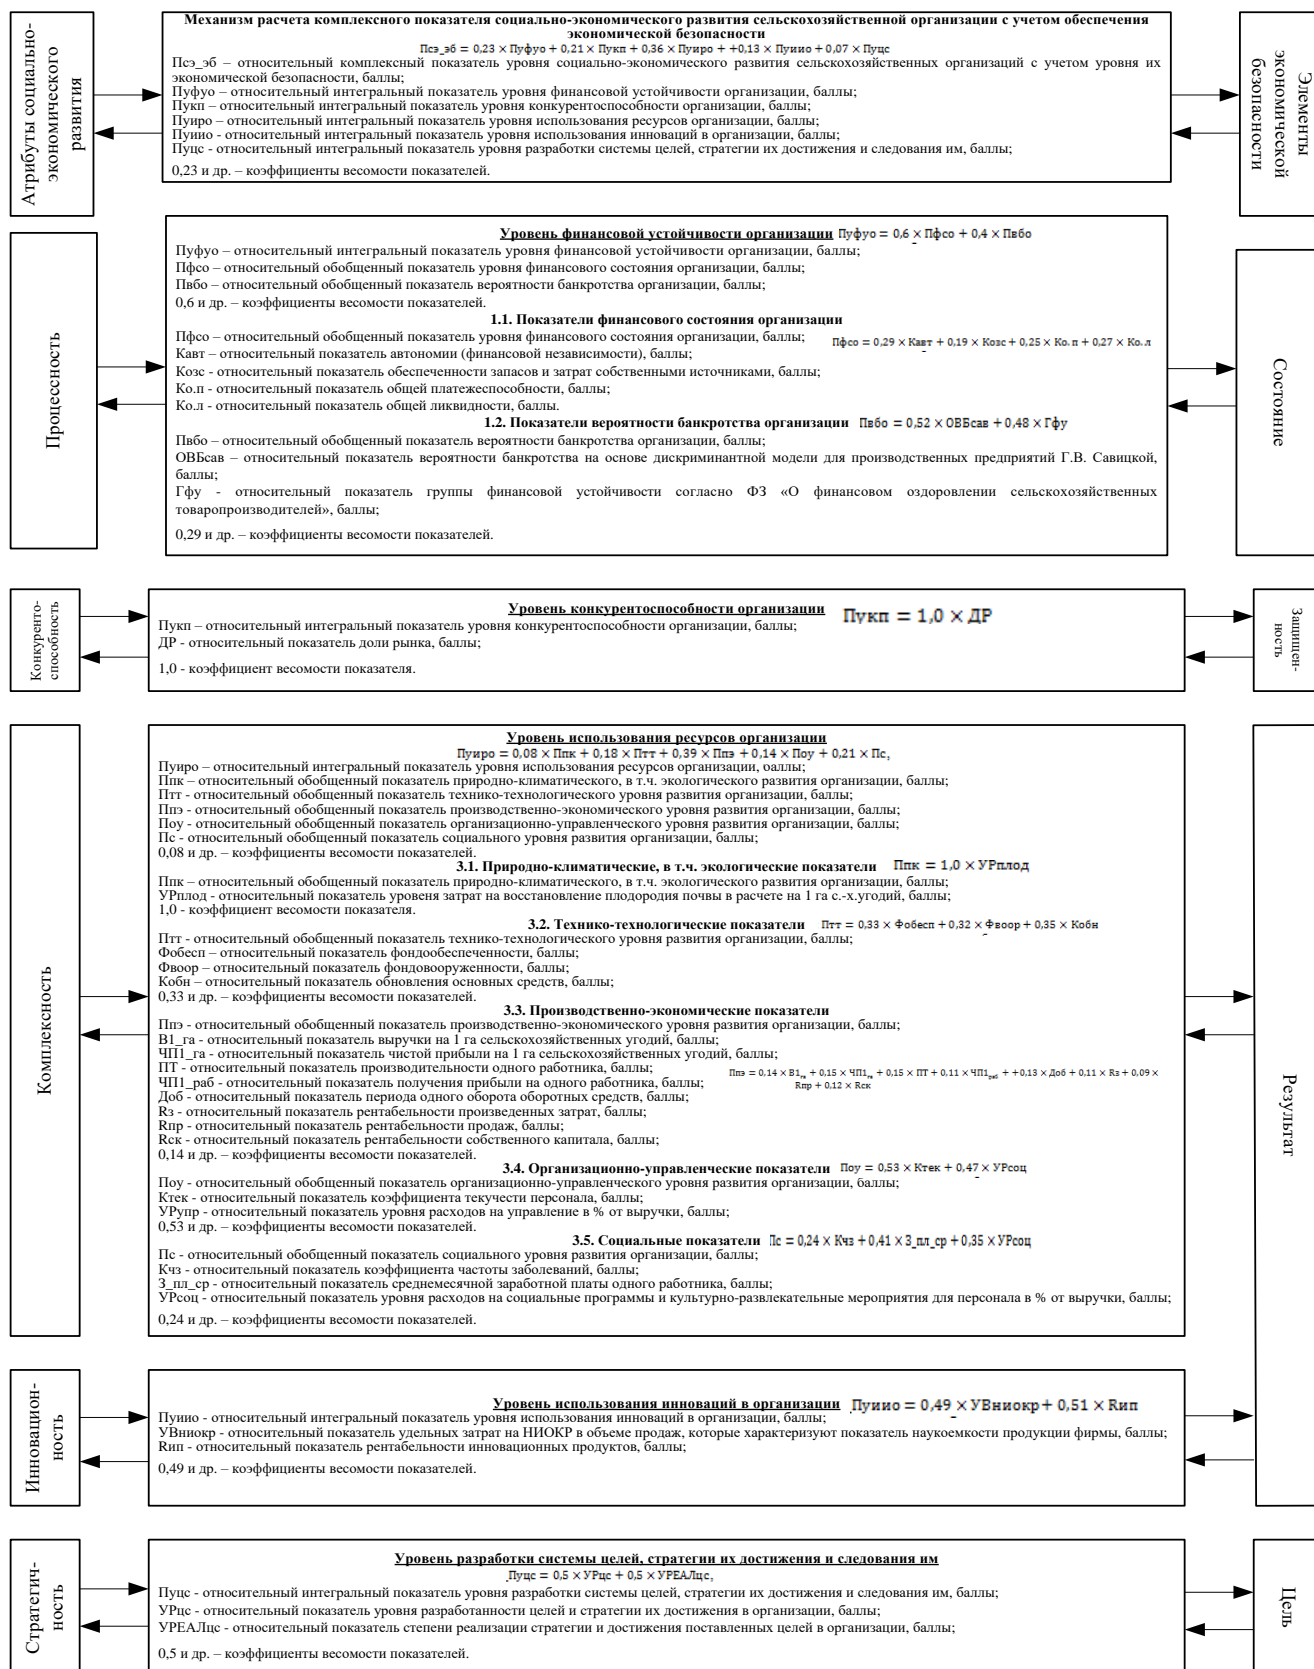 Атрибуты социально-
экономического
развития
Механизм расчета комплексного показателя социально-экономического развития сельскохозяйственной организации с учетом обеспечения
экономической безопасности
Псэ_эб = 0,23 × Пуфуо + 0,21 × Пукп + 0,36 × Пуиро + +0,13 × Пуиио + 0,07 × Пуцс
Псэ_эб – относительный комплексный показатель уровня социально-экономического развития сельскохозяйственных организаций с учетом уровня их
экономической безопасности, баллы;
Пуфуо – относительный интегральный показатель уровня финансовой устойчивости организации, баллы;
Пукп – относительный интегральный показатель уровня конкурентоспособности организации, баллы;
Пуиро – относительный интегральный показатель уровня использования ресурсов организации, баллы;
Пуиио - относительный интегральный показатель уровня использования инноваций в организации, баллы;
Пуцс - относительный интегральный показатель уровня разработки системы целей, стратегии их достижения и следования им, баллы;
0,23 и др. – коэффициенты весомости показателей.
Элементы
экономической
безопасности
Процессность
Уровень финансовой устойчивости организации Пуфуо = 0,6 × Пфсо + 0,4 × Пвбо
Пуфуо – относительный интегральный показатель уровня финансовой устойчивости организации, баллы;
Пфсо – относительный обобщенный показатель уровня финансового состояния организации, баллы;
Пвбо – относительный обобщенный показатель вероятности банкротства организации, баллы;
0,6 и др. – коэффициенты весомости показателей.
1.1. Показатели финансового состояния организации
Пфсо – относительный обобщенный показатель уровня финансового состояния организации, баллы; Пфсо = 0,29 × Кавт + 0,19 × Козс + 0,25 × Ко.п + 0,27 × Ко.л
Кавт – относительный показатель автономии (финансовой независимости), баллы;
Козс - относительный показатель обеспеченности запасов и затрат собственными источниками, баллы;
Ко.п - относительный показатель общей платежеспособности, баллы;
Ко.л - относительный показатель общей ликвидности, баллы.
1.2. Показатели вероятности банкротства организации Пвбо = 0,52 × ОВБсав + 0,48 × Гфу
Пвбо – относительный обобщенный показатель вероятности банкротства организации, баллы;
ОВБсав – относительный показатель вероятности банкротства на основе дискриминантной модели для производственных предприятий Г.В. Савицкой,
баллы;
Гфу - относительный показатель группы финансовой устойчивости согласно ФЗ «О финансовом оздоровлении сельскохозяйственных
товаропроизводителей», баллы;
0,29 и др. – коэффициенты весомости показателей.
Состояние
Конкуренто-
способность
Уровень конкурентоспособности организации Пукп = 1,0 × ДР
Пукп – относительный интегральный показатель уровня конкурентоспособности организации, баллы;
ДР - относительный показатель доли рынка, баллы;
1,0 - коэффициент весомости показателя.
Защищен-
ность
Комплексность
Уровень использования ресурсов организации
Пуиро = 0,08 × Ппк + 0,18 × Птт + 0,39 × Ппэ + 0,14 × Поу + 0,21 × Пс,
Пуиро – относительный интегральный показатель уровня использования ресурсов организации, баллы;
Ппк – относительный обобщенный показатель природно-климатического, в т.ч. экологического развития организации, баллы;
Птт - относительный обобщенный показатель технико-технологического уровня развития организации, баллы;
Ппэ - относительный обобщенный показатель производственно-экономического уровня развития организации, баллы;
Поу - относительный обобщенный показатель организационно-управленческого уровня развития организации, баллы;
Пс - относительный обобщенный показатель социального уровня развития организации, баллы;
0,08 и др. – коэффициенты весомости показателей.
3.1. Природно-климатические, в т.ч. экологические показатели Ппк = 1,0 × УРплод
Ппк – относительный обобщенный показатель природно-климатического, в т.ч. экологического развития организации, баллы;
УРплод - относительный показатель уровеня затрат на восстановление плодородия почвы в расчете на 1 га с.-х.угодий, баллы;
1,0 - коэффициент весомости показателя.
3.2. Технико-технологические показатели Птт = 0,33 × Фобесп + 0,32 × Фвоор + 0,35 × Кобн
Птт - относительный обобщенный показатель технико-технологического уровня развития организации, баллы;
Фобесп – относительный показатель фондообеспеченности, баллы;
Фвоор – относительный показатель фондовооруженности, баллы;
Кобн – относительный показатель обновления основных средств, баллы;
0,33 и др. – коэффициенты весомости показателей.
3.3. Производственно-экономические показатели
Ппэ - относительный обобщенный показатель производственно-экономического уровня развития организации, баллы;
В1_га - относительный показатель выручки на 1 га сельскохозяйственных угодий, баллы;
ЧП1_га - относительный показатель чистой прибыли на 1 га сельскохозяйственных угодий, баллы;
ПТ - относительный показатель производительности одного работника, баллы;
ЧП1_раб - относительный показатель получения прибыли на одного работника, баллы; Ппэ = 0,14 × В1_га + 0,15 × ЧП1_га + 0,15 × ПТ + 0,11 × ЧП1_раб + +0,13 × Доб + 0,11 × Rз + 0,09 ×
Rпр + 0,12 × Rск
Доб - относительный показатель периода одного оборота оборотных средств, баллы;
Rз - относительный показатель рентабельности произведенных затрат, баллы;
Rпр - относительный показатель рентабельности продаж, баллы;
Rск - относительный показатель рентабельности собственного капитала, баллы;
0,14 и др. – коэффициенты весомости показателей.
3.4. Организационно-управленческие показатели Поу = 0,53 × Ктек + 0,47 × УРсоц
Поу - относительный обобщенный показатель организационно-управленческого уровня развития организации, баллы;
Ктек - относительный показатель коэффициента текучести персонала, баллы;
УРупр - относительный показатель уровня расходов на управление в % от выручки, баллы;
0,53 и др. – коэффициенты весомости показателей.
3.5. Социальные показатели Пс = 0,24 × Кчз + 0,41 × З_пл_ср + 0,35 × УРсоц
Пс - относительный обобщенный показатель социального уровня развития организации, баллы;
Кчз - относительный показатель коэффициента частоты заболеваний, баллы;
З_пл_ср - относительный показатель среднемесячной заработной платы одного работника, баллы;
УРсоц - относительный показатель уровня расходов на социальные программы и культурно-развлекательные мероприятия для персонала в % от выручки, баллы;
0,24 и др. – коэффициенты весомости показателей.
Результат
Инновацион-
ность
Уровень использования инноваций в организации Пуиио = 0,49 × УВниокр + 0,51 × Rип
Пуиио - относительный интегральный показатель уровня использования инноваций в организации, баллы;
УВниокр - относительный показатель удельных затрат на НИОКР в объеме продаж, которые характеризуют показатель наукоемкости продукции фирмы, баллы;
Rип - относительный показатель рентабельности инновационных продуктов, баллы;
0,49 и др. – коэффициенты весомости показателей.
Стратегич-
ность
Уровень разработки системы целей, стратегии их достижения и следования им
Пуцс = 0,5 × УРцс + 0,5 × УРЕАЛцс,
Пуцс - относительный интегральный показатель уровня разработки системы целей, стратегии их достижения и следования им, баллы;
УРцс - относительный показатель уровня разработанности целей и стратегии их достижения в организации, баллы;
УРЕАЛцс - относительный показатель степени реализации стратегии и достижения поставленных целей в организации, баллы;
0,5 и др. – коэффициенты весомости показателей.
Цель